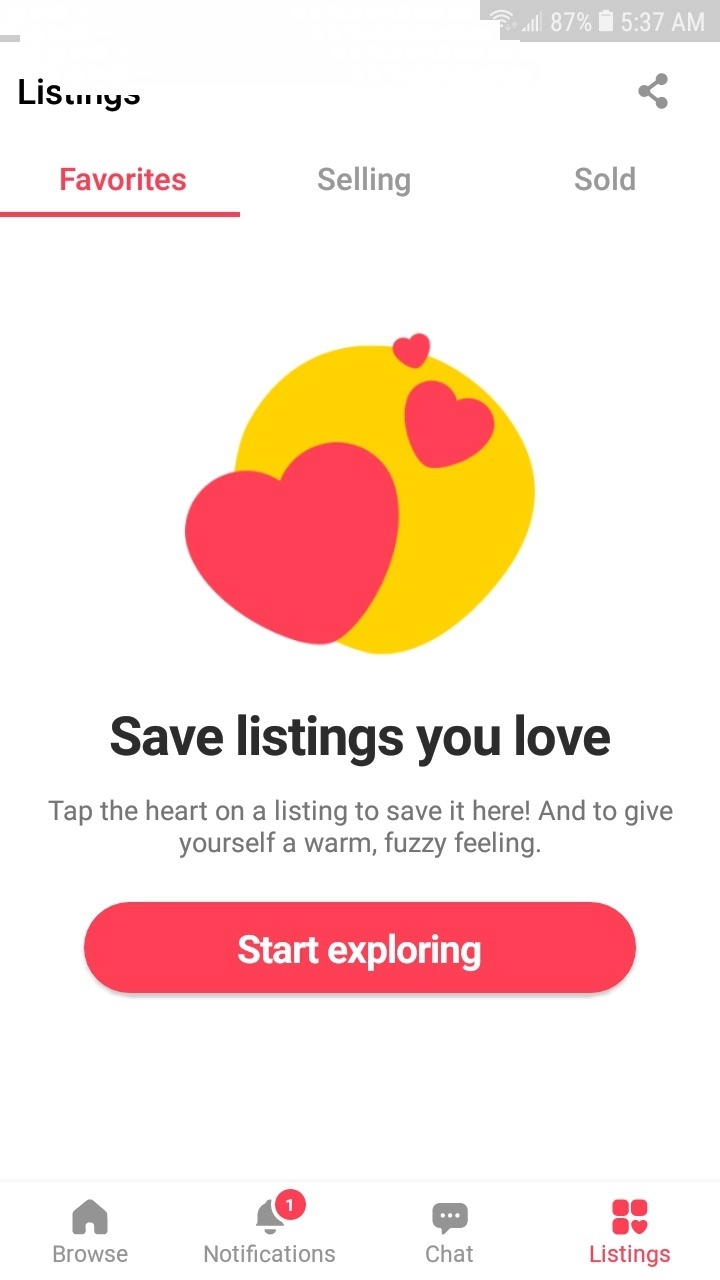 87% 5:37 AM
Listings
Favorites Selling Sold
Save listings you love
Tap the heart on a listing to save it here! And to give
yourself a warm, fuzzy feeling.
Start exploring
1
Browse Notifications Chat Listings